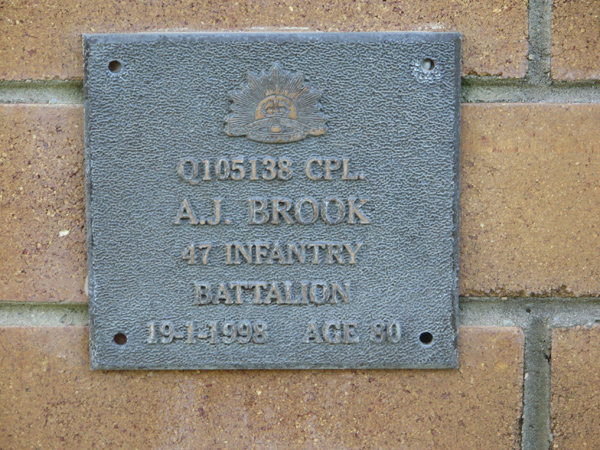 Q105138 CPL.
A.J. BROOK
47 INFANTRY
BATTALION
19-1-1998 AGE 80